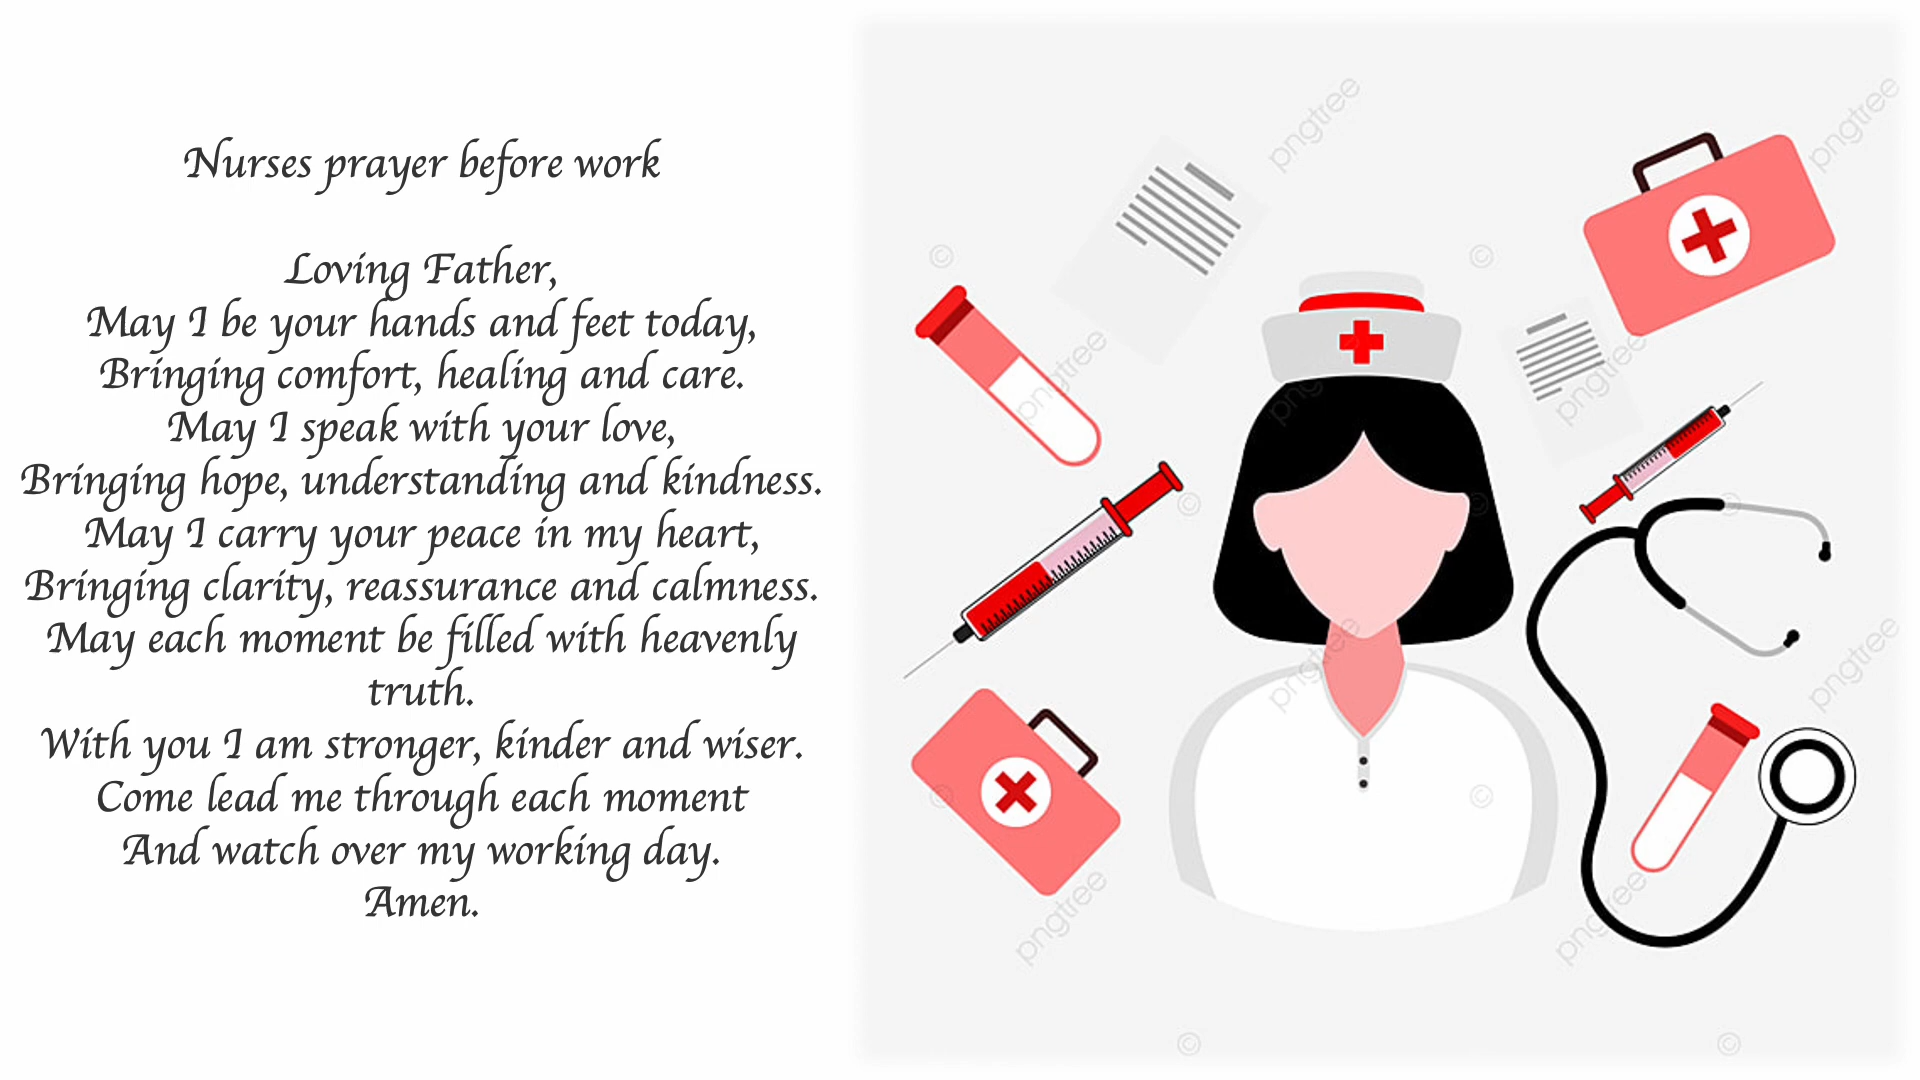 Nurses prayer before work
Loving Father,
May I be your hands and feet today,
Bringing comfort, healing and care.
May I speak with your love,
Bringing hope, understanding and kindness.
May I carry your peace in my heart,
Bringing clarity, reassurance and calmness.
May each moment be filled with heavenly
truth.
With you I am stronger, kinder and wiser.
Come lead me through each moment
And watch over my working day.
Amen.
pngtree
pngtree
pngtree
pngtree
pngtree
pngtree
pngtree
pngtree
pngtree